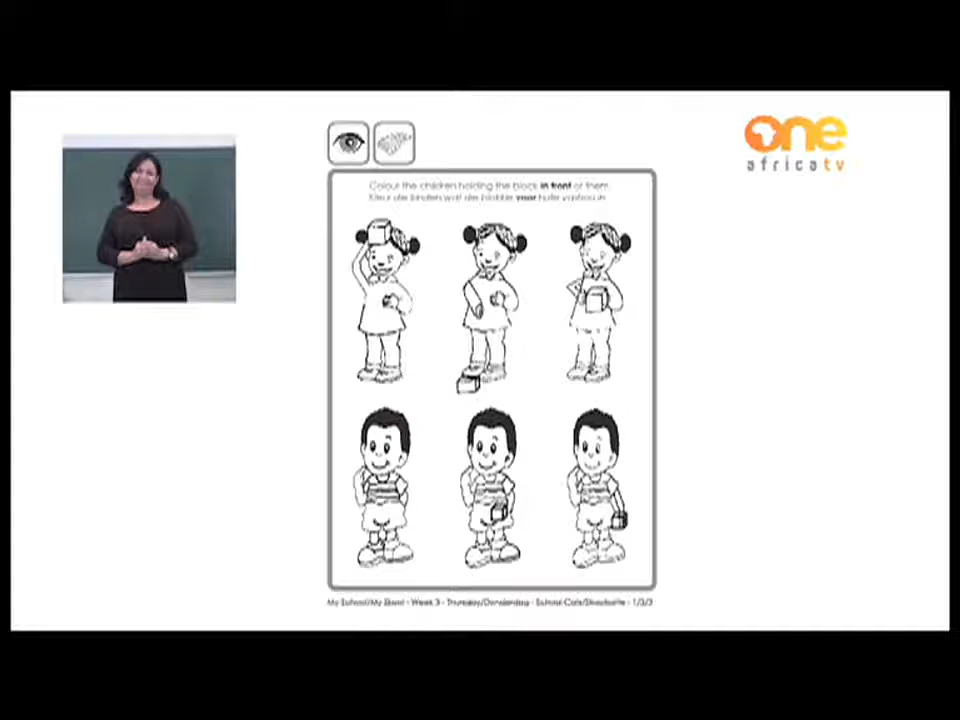 one
africa tv
Colour the children holding the block in front of them.
Kleur die kinders wat die blokkie voor hulle vashou in.
My School/My Skool - Week 3 - Thursday/Donderdag - School Cats/Skoolkatte - 1/3/3